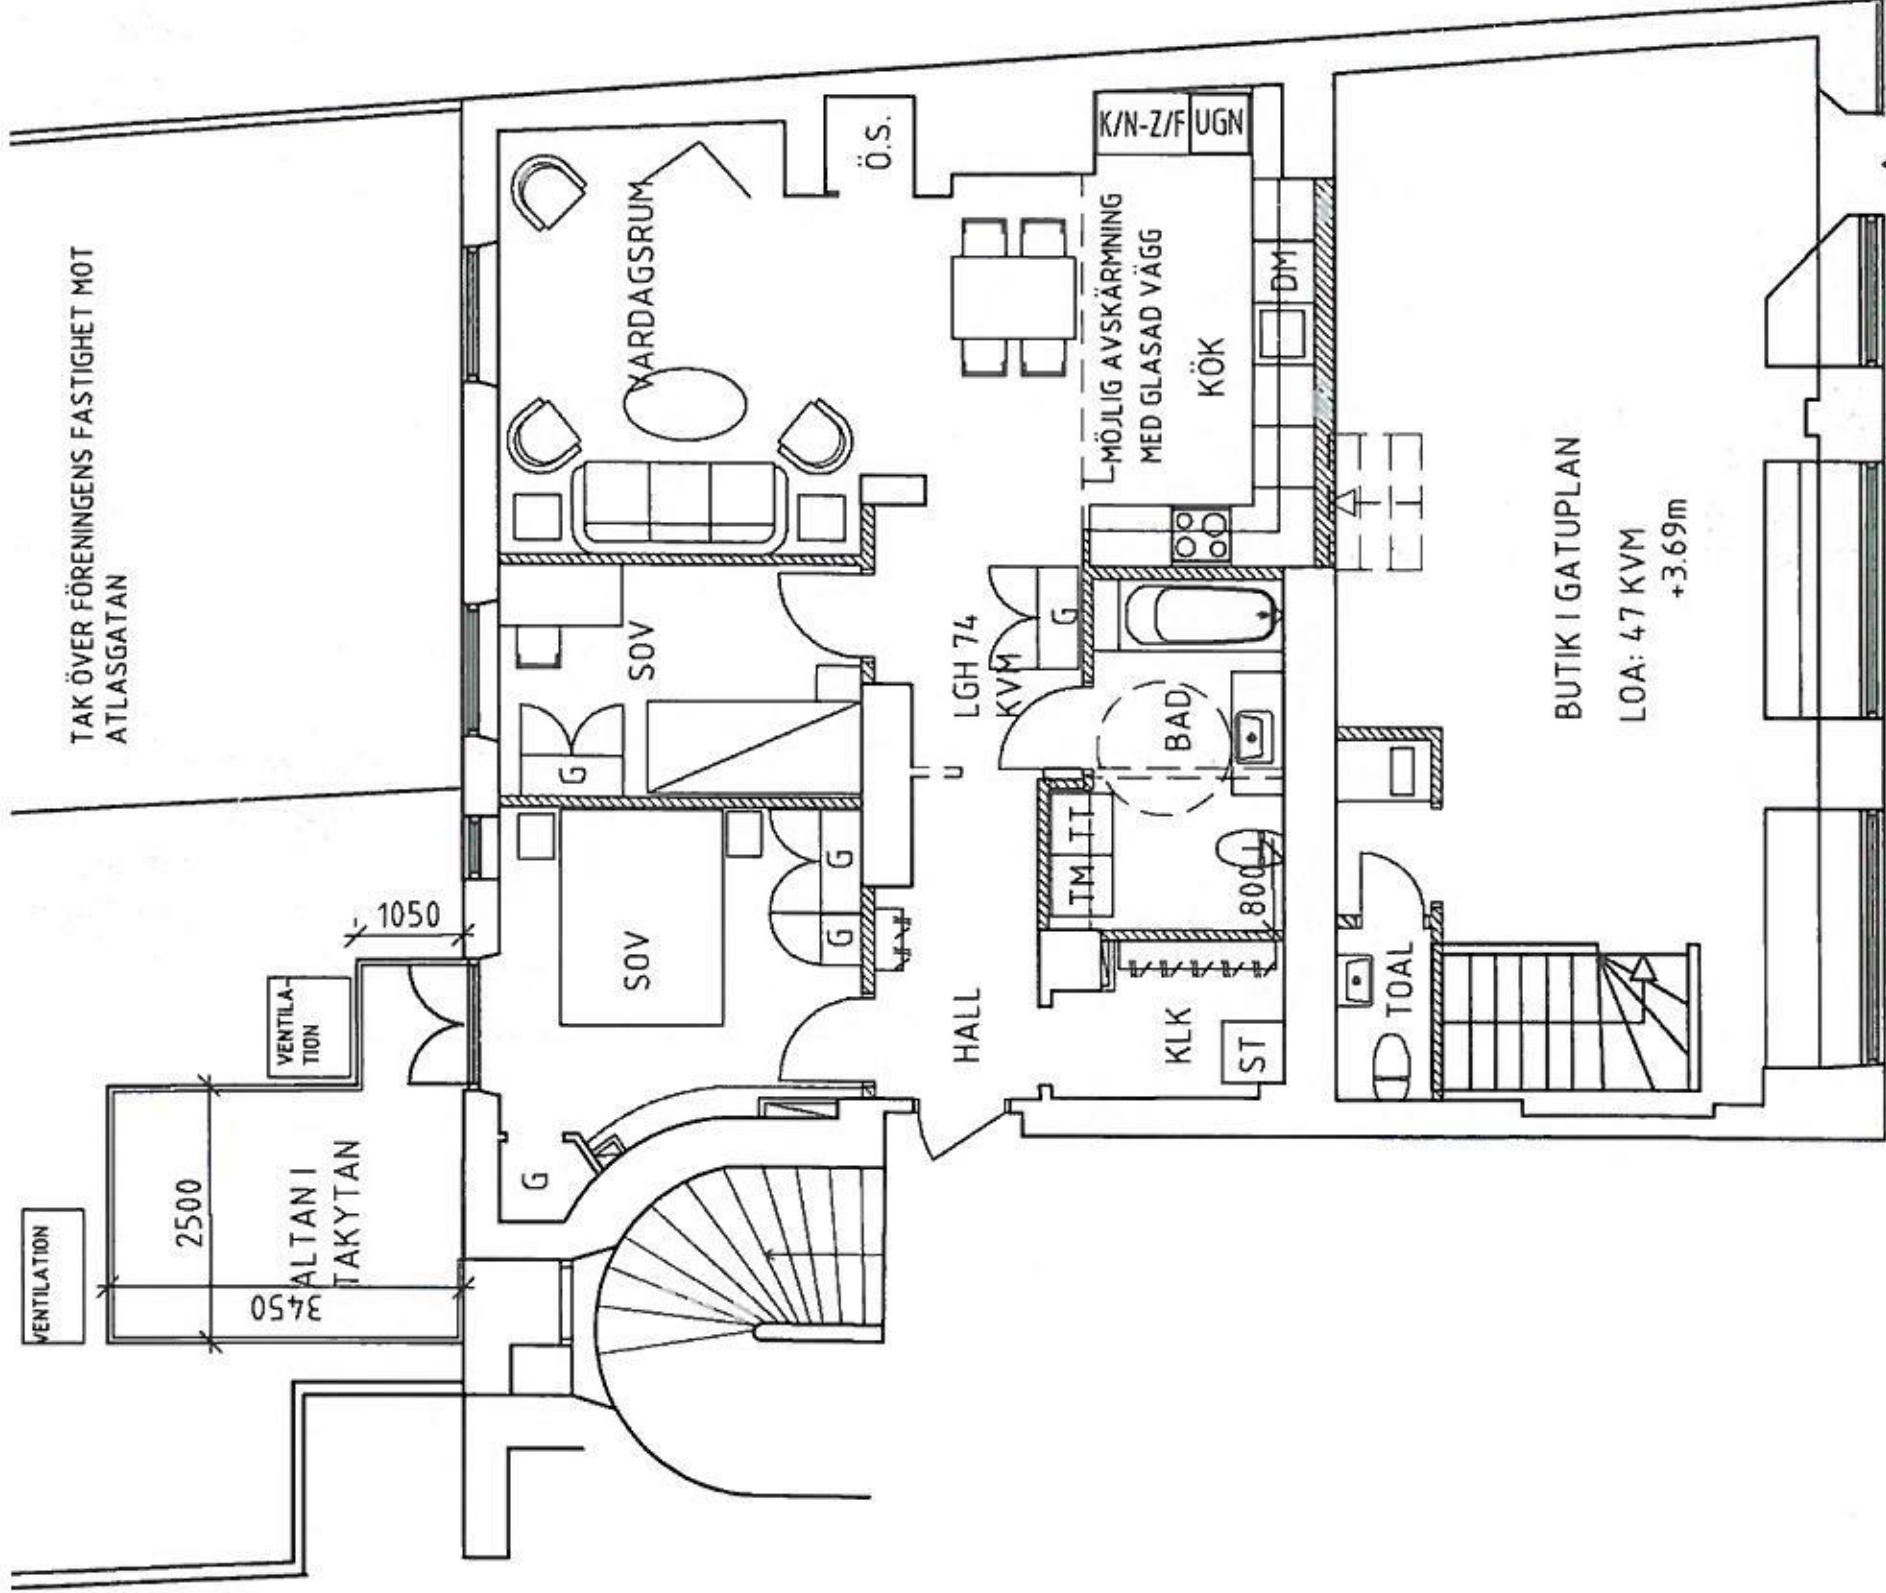 TAK ÖVER FÖRENINGENS FASTIGHET MOT
ATLASGATAN
VENTILATION
VENTILA-
TION
1050
2500
3450
ALTAN I
TAKYTAN
VARDAGSRUM
Ö.S.
K/N-Z/F
UGN
MÖJLIG AVSKÄRMNING
MED GLASAD VÄGG
KÖK
DM
SOV
G
LGH 74
KVM
G
BAD
TM
TT
800
SOV
G
G
G
HALL
KLK
ST
BUTIK I GATUPLAN
LOA: 47 KVM
+3.69m
TOAL